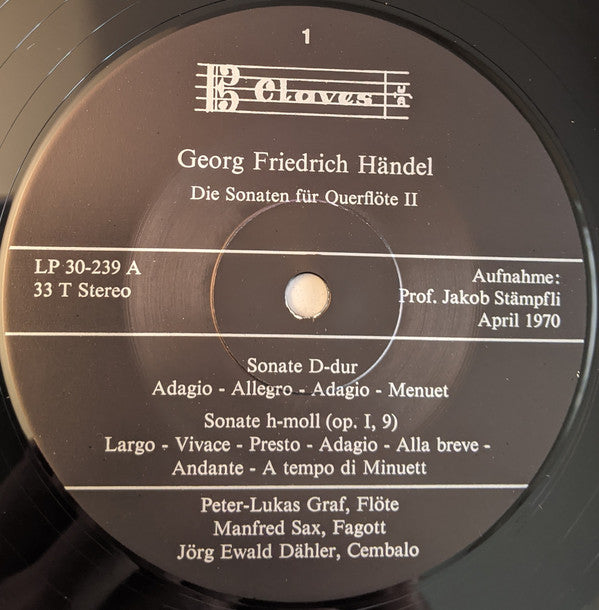 1
Claves
Georg Friedrich Händel
Die Sonaten für Querflöte II
LP 30-239 A
33 T Stereo
Aufnahme:
Prof. Jakob Stämpfli
April 1970
Sonate D-dur
Adagio - Allegro - Adagio - Menuet
Sonate h-moll (op. I, 9)
Largo - Vivace - Presto - Adagio - Alla breve -
Andante - A tempo di Minuett
Peter-Lukas Graf, Flöte
Manfred Sax, Fagott
Jörg Ewald Dähler, Cembalo